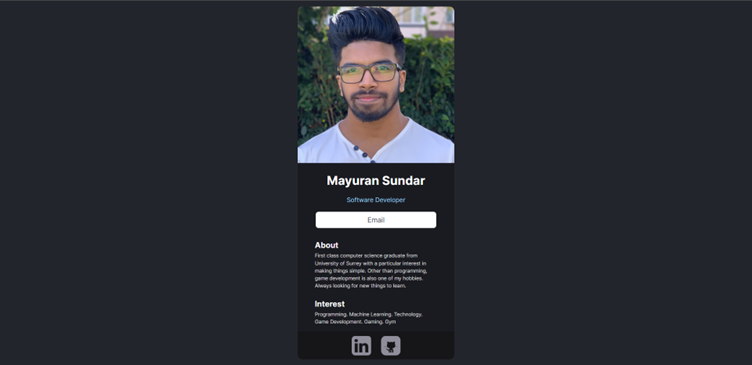 Mayuran Sundar
Software Developer
Email
About
First class computer science graduate from
University of Surrey with a particular interest in
making things simple. Other than programming,
game development is also one of my hobbies.
Always looking for new things to learn.
Interest
Programming. Machine Learning. Technology.
Game Development. Gaming. Gym
in